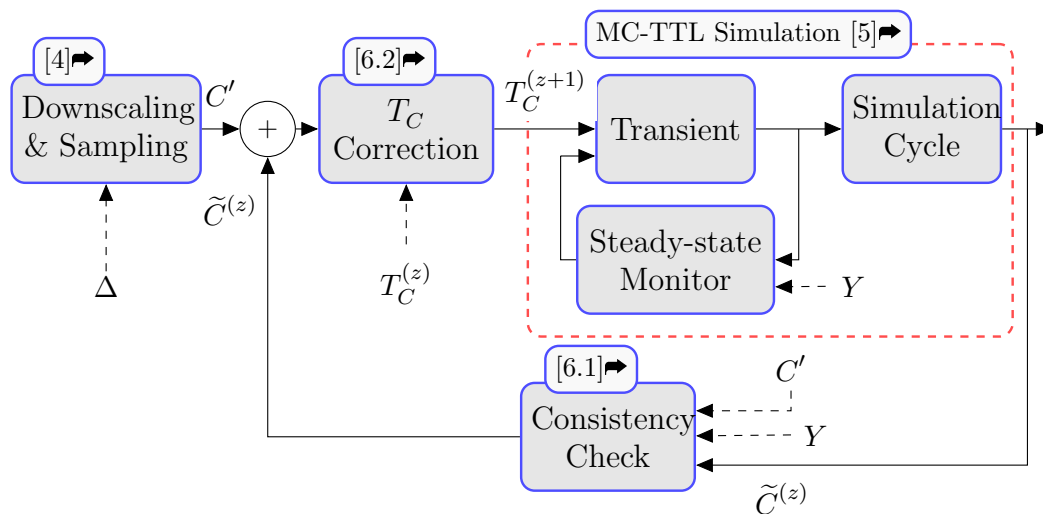 MC-TTL Simulation [5]➦
[4]➦
[6.2]➦
Downscaling
& Sampling
C′
+
T_C
Correction
T_C^{(z+1)}
Transient
Simulation
Cycle
C̃^{(z)}
Steady-state
Monitor
Δ
T_C^{(z)}
Y
[6.1]➦
C′
Consistency
Check
Y
C̃^{(z)}